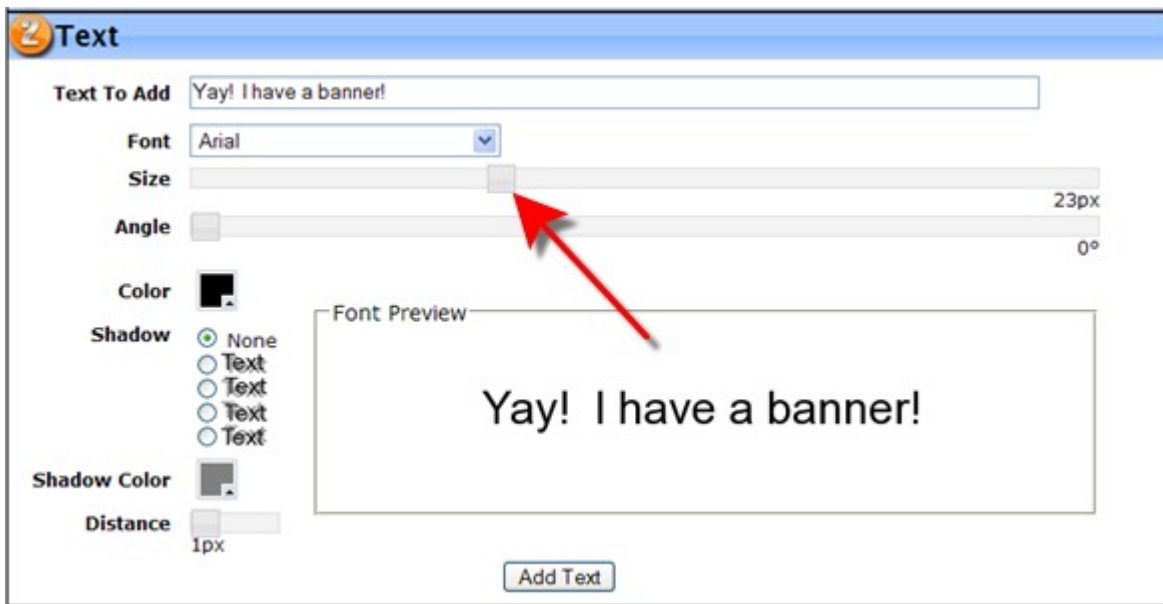 2 Text
Text To Add Yay! I have a banner!
Font Arial
Size
23px
Angle
0°
Color
Font Preview
Shadow None
Text
Text
Text
Text
Yay! I have a banner!
Shadow Color
Distance
1px
Add Text